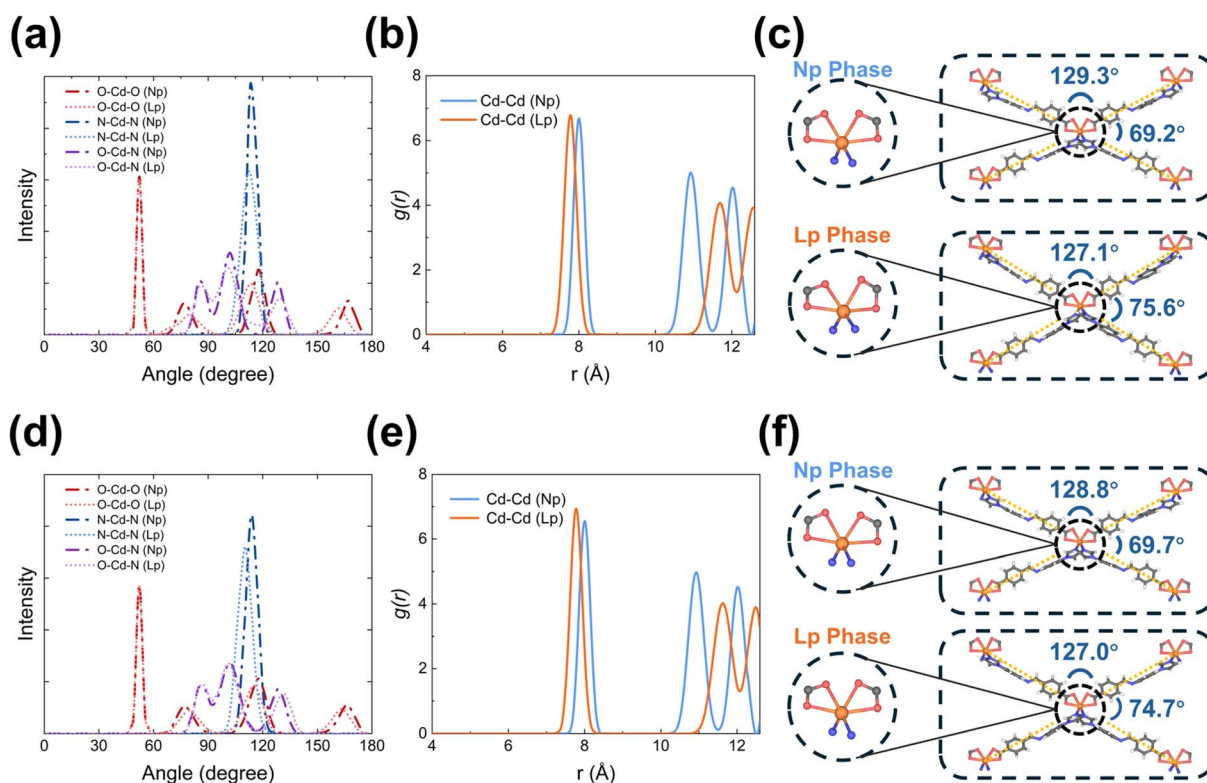 (a)
Intensity
O-Cd-O (Np)
O-Cd-O (Lp)
N-Cd-N (Np)
N-Cd-N (Lp)
O-Cd-N (Np)
O-Cd-N (Lp)
0 30 60 90 120 150 180
Angle (degree)
(b)
g(r)
8
6
4
2
0
Cd-Cd (Np)
Cd-Cd (Lp)
4 6 8 10 12
r (Å)
(c)
Np Phase
129.3°
69.2°
Lp Phase
127.1°
75.6°
(d)
Intensity
O-Cd-O (Np)
O-Cd-O (Lp)
N-Cd-N (Np)
N-Cd-N (Lp)
O-Cd-N (Np)
O-Cd-N (Lp)
0 30 60 90 120 150 180
Angle (degree)
(e)
g(r)
8
6
4
2
0
Cd-Cd (Np)
Cd-Cd (Lp)
4 6 8 10 12
r (Å)
(f)
Np Phase
128.8°
69.7°
Lp Phase
127.0°
74.7°